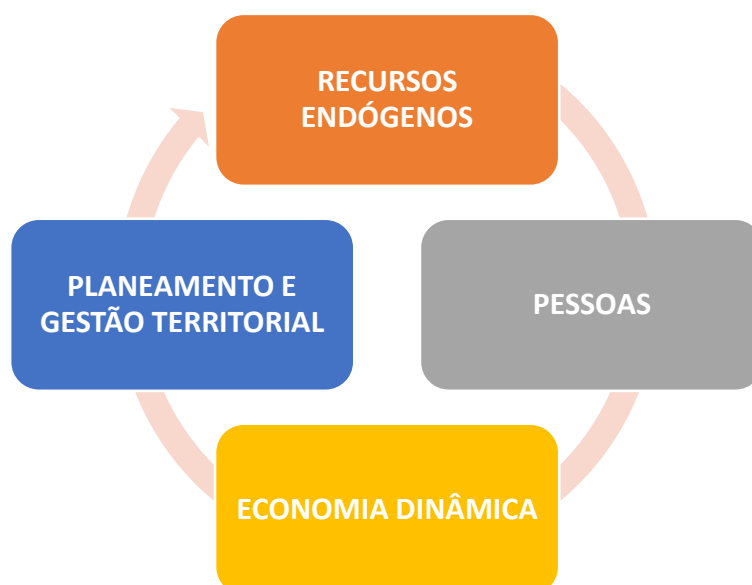 RECURSOS
ENDÓGENOS
PLANEAMENTO E
GESTÃO TERRITORIAL
PESSOAS
ECONOMIA DINÂMICA